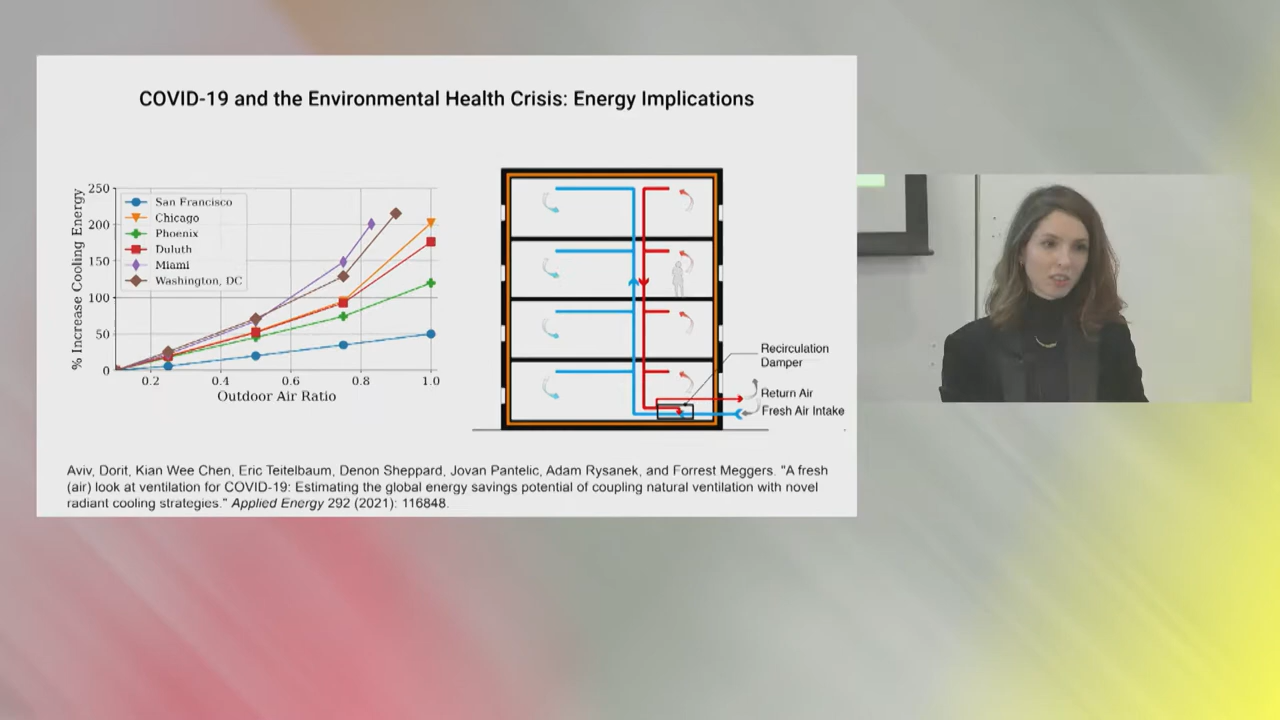 COVID-19 and the Environmental Health Crisis: Energy Implications
% Increase Cooling Energy
250
200
150
100
50
0
San Francisco
Chicago
Phoenix
Duluth
Miami
Washington, DC
0.2
0.4
0.6
0.8
1.0
Outdoor Air Ratio
Recirculation
Damper
Return Air
Fresh Air Intake
Aviv, Dorit, Kian Wee Chen, Eric Teitelbaum, Denon Sheppard, Jovan Pantelic, Adam Rysanek, and Forrest Meggers. "A fresh
(air) look at ventilation for COVID-19: Estimating the global energy savings potential of coupling natural ventilation with novel
radiant cooling strategies." Applied Energy 292 (2021): 116848.